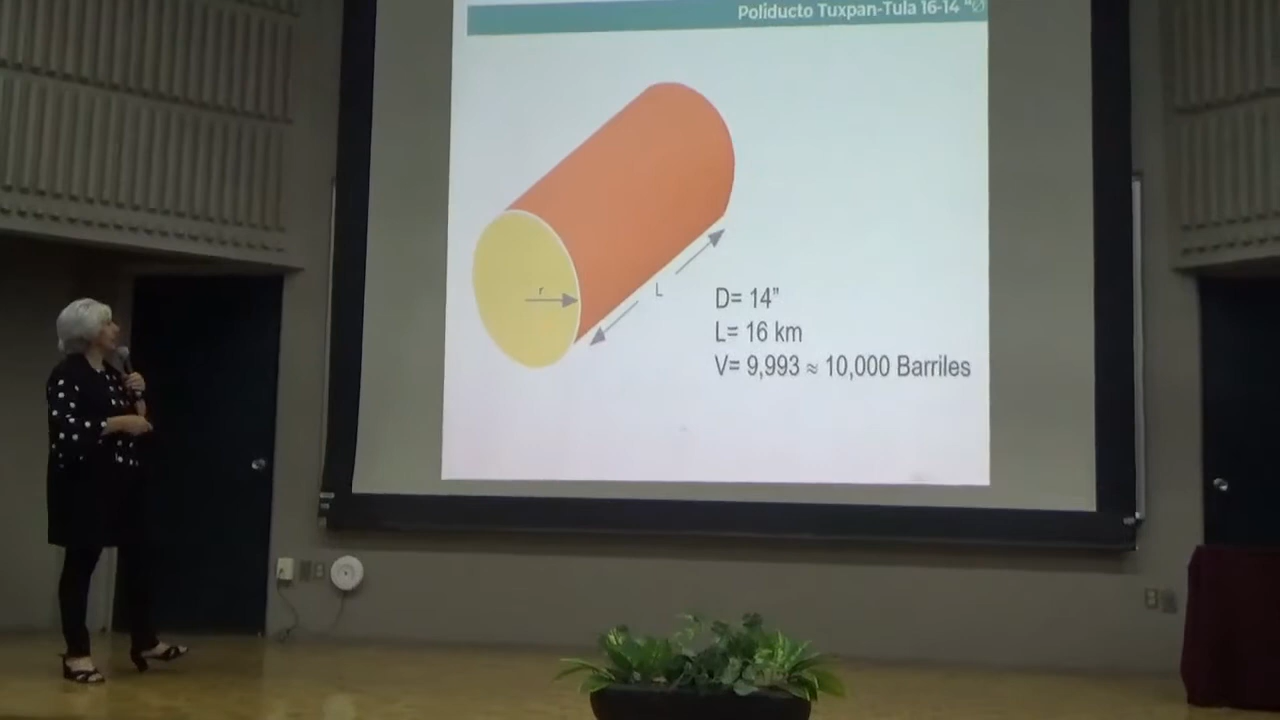 Poliducto Tuxpan-Tula 16-14 "∅
r
L
D= 14”
L= 16 km
V= 9,993 ≈ 10,000 Barriles